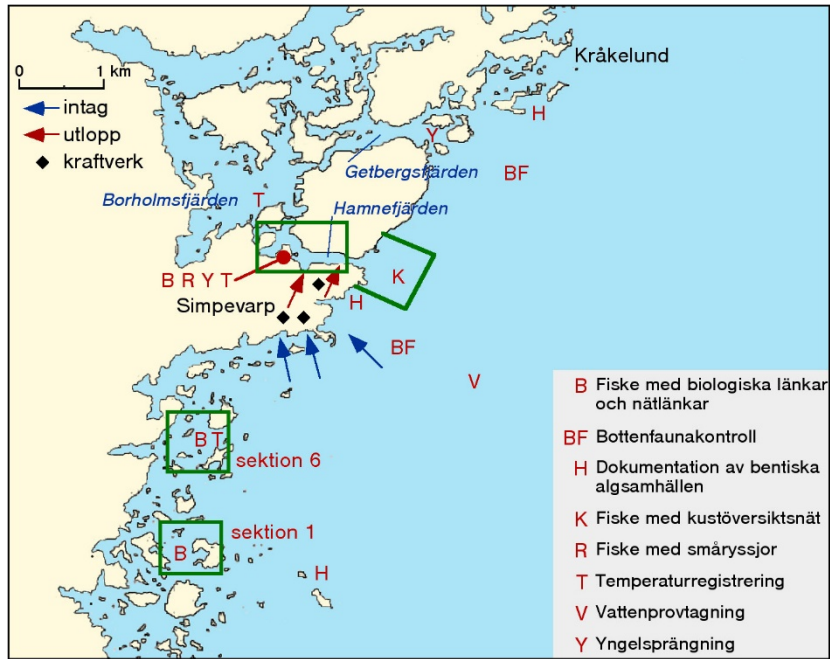 Kråkelund
0 1 km
intag
utlopp
kraftverk
H
Y
Getbergsfjärden
BF
Borholmsfjärden
T
Hamnefjärden
B R Y T
K
Simpevarp
H
BF
V
B T
sektion 6
sektion 1
B
H
B Fiske med biologiska länkar
och nätlänkar
BF Bottenfaunakontroll
H Dokumentation av bentiska
algsamhällen
K Fiske med kustöversiktsnät
R Fiske med småryssjor
T Temperaturregistrering
V Vattenprovtagning
Y Yngelsprängning